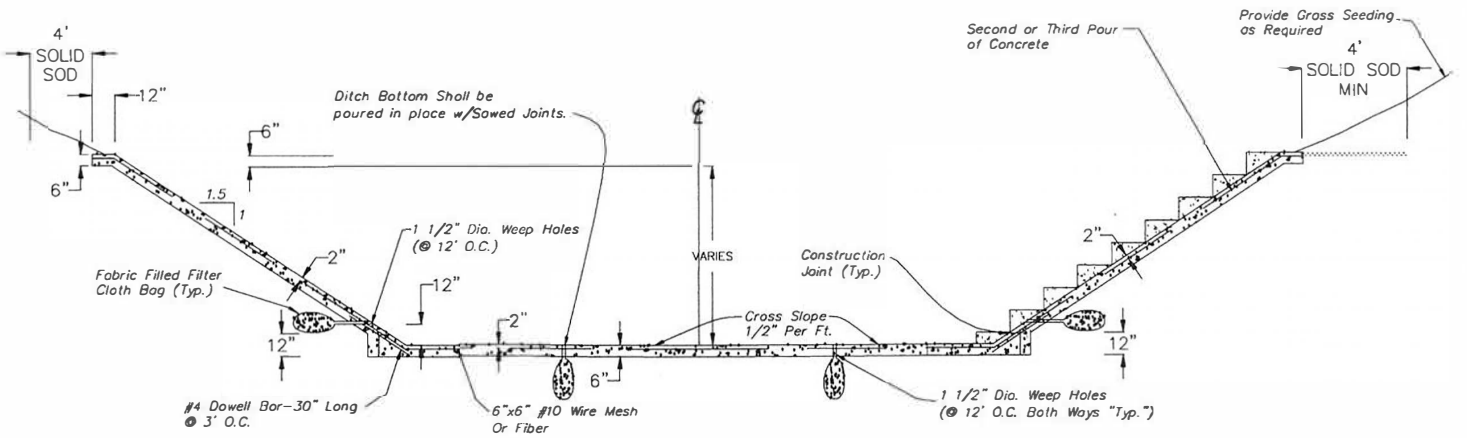 4'
SOLID
SOD
12"
6"
6"
1.5
1
Ditch Bottom Shall be
poured in place w/Sawed Joints.
℄
Second or Third Pour
of Concrete
Provide Grass Seeding
as Required
4'
SOLID SOD
MIN
1 1/2" Dia. Weep Holes
(@ 12' O.C.)
2"
12"
Fabric Filled Filter
Cloth Bag (Typ.)
12"
2"
VARIES
Cross Slope
1/2" Per Ft.
Construction
Joint (Typ.)
2"
12"
6"
#4 Dowell Bar-30" Long
@ 3' O.C.
6"x6" #10 Wire Mesh
Or Fiber
1 1/2" Dia. Weep Holes
(@ 12' O.C. Both Ways "Typ.")